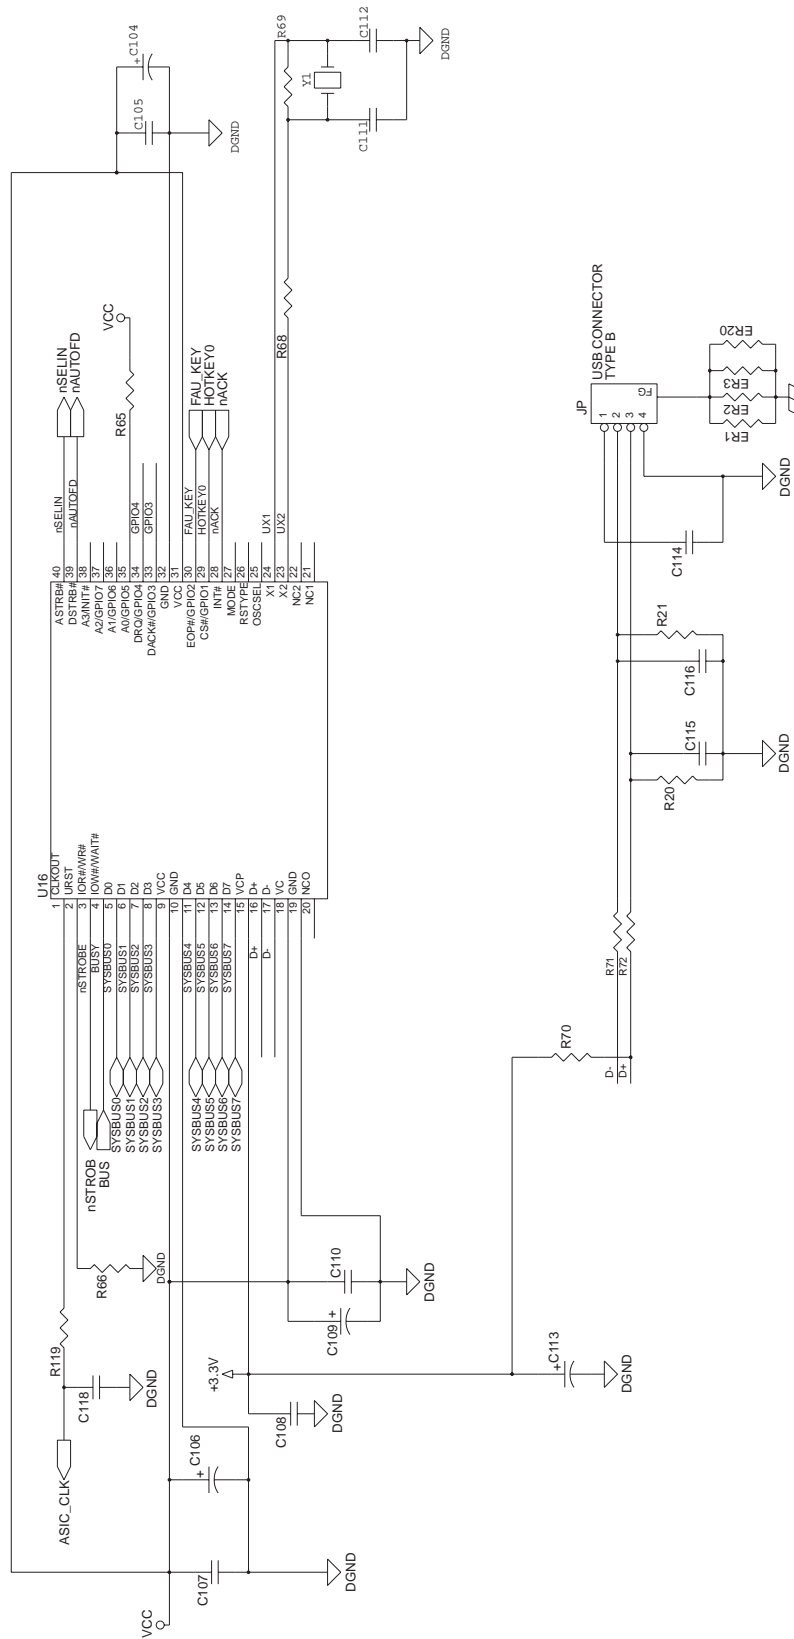 VCC
ASIC_CLK
R119
C118
DGND
R66
DGND
nSTROB
BUS
nSTROBE
BUSY
SYSBUS0
SYSBUS0
SYSBUS1
SYSBUS1
SYSBUS2
SYSBUS2
SYSBUS3
SYSBUS3
SYSBUS4
SYSBUS4
SYSBUS5
SYSBUS5
SYSBUS6
SYSBUS6
SYSBUS7
SYSBUS7
D+
D-
U16
1 CLKOUT
2 URST
3 IOR#/WR#
4 IOW#/WAIT#
5 D0
6 D1
7 D2
8 D3
9 VCC
10 GND
11 D4
12 D5
13 D6
14 D7
15 VCP
16 D+
17 D-
18 VC
19 GND
20 NCO
ASTRB# 40
DSTRB# 39
A3/INIT# 38
A2/GPIO7 37
A1/GPIO6 36
A0/GPIO5 35
DRQ/GPIO4 34
DACK#/GPIO3 33
GND 32
VCC 31
EOP#/GPIO2 30
CS#/GPIO1 29
INT# 28
MODE 27
RSTYPE 26
OSCSEL 25
X1 24
X2 23
NC2 22
NC1 21
nSELIN
nAUTOFD
nSELIN
nAUTOFD
R65
VCC
GPIO4
GPIO3
FAU_KEY
HOTKEY0
nACK
FAU_KEY
HOTKEY0
nACK
UX1
UX2
R68
R69
Y1
C111
C112
DGND
C105
+C104
DGND
C107
C106
+
DGND
+3.3V
C108
DGND
C109 +
C110
DGND
+C113
DGND
R70
D-
D+
R71
R72
R20
C115
C116
R21
DGND
C114
DGND
JP
USB CONNECTOR
TYPE B
1
2
3
4
FG
ER1
ER2
ER3
ER20